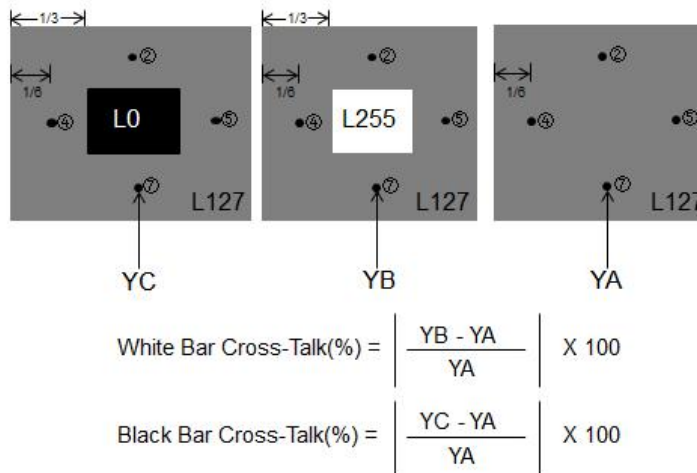 1/3 1/3
② ② ②
1/6 1/6 1/6
④ L0 ⑤ ④ L255 ⑤ ④ ⑤
⑦ ⑦ ⑦
L127 L127 L127
YC YB YA
White Bar Cross-Talk(%) = | YB - YA / YA | X 100
Black Bar Cross-Talk(%) = | YC - YA / YA | X 100